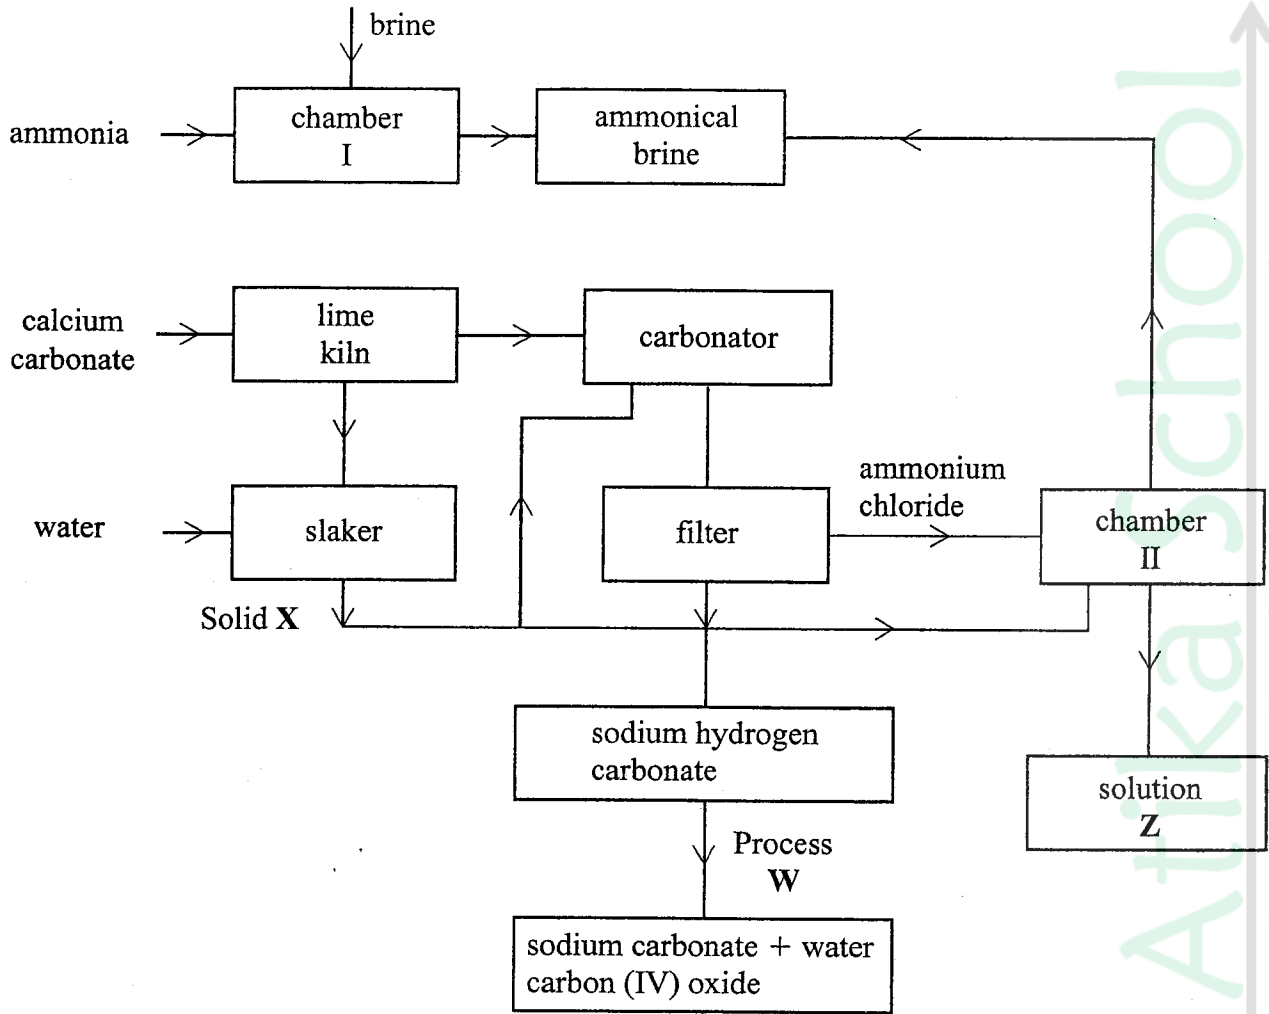 brine
ammonia
chamber
I
ammonical
brine
calcium
carbonate
lime
kiln
carbonator
water
slaker
filter
ammonium
chloride
chamber
II
Solid X
sodium hydrogen
carbonate
solution
Z
Process
W
sodium carbonate + water
carbon (IV) oxide
Atika School